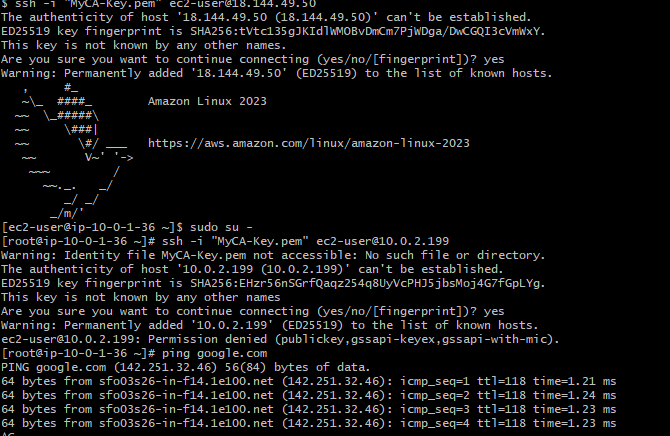 $ ssh -i "MyCA-Key.pem" ec2-user@18.144.49.50
The authenticity of host '18.144.49.50 (18.144.49.50)' can't be established.
ED25519 key fingerprint is SHA256:tVtc135gJKIdlWMOBvDmCm7PjWDga/DwCGQI3cVmWxY.
This key is not known by any other names.
Are you sure you want to continue connecting (yes/no/[fingerprint])? yes
Warning: Permanently added '18.144.49.50' (ED25519) to the list of known hosts.
   ,     #_
   ~\_  ####_        Amazon Linux 2023
  ~~  \_#####\
  ~~     \###|
  ~~       \#/ ___   https://aws.amazon.com/linux/amazon-linux-2023
   ~~       V~' '->
    ~~~         /
      ~~._.   _/
         _/ _/
       _/m/'
[ec2-user@ip-10-0-1-36 ~]$ sudo su -
[root@ip-10-0-1-36 ~]# ssh -i "MyCA-Key.pem" ec2-user@10.0.2.199
Warning: Identity file MyCA-Key.pem not accessible: No such file or directory.
The authenticity of host '10.0.2.199 (10.0.2.199)' can't be established.
ED25519 key fingerprint is SHA256:EHzr56nSGrfQaqz254q8UyVcPHJ5jbsMoj4G7fGpLYg.
This key is not known by any other names
Are you sure you want to continue connecting (yes/no/[fingerprint])? yes
Warning: Permanently added '10.0.2.199' (ED25519) to the list of known hosts.
ec2-user@10.0.2.199: Permission denied (publickey,gssapi-keyex,gssapi-with-mic).
[root@ip-10-0-1-36 ~]# ping google.com
PING google.com (142.251.32.46) 56(84) bytes of data.
64 bytes from sfo03s26-in-f14.1e100.net (142.251.32.46): icmp_seq=1 ttl=118 time=1.21 ms
64 bytes from sfo03s26-in-f14.1e100.net (142.251.32.46): icmp_seq=2 ttl=118 time=1.24 ms
64 bytes from sfo03s26-in-f14.1e100.net (142.251.32.46): icmp_seq=3 ttl=118 time=1.23 ms
64 bytes from sfo03s26-in-f14.1e100.net (142.251.32.46): icmp_seq=4 ttl=118 time=1.23 ms